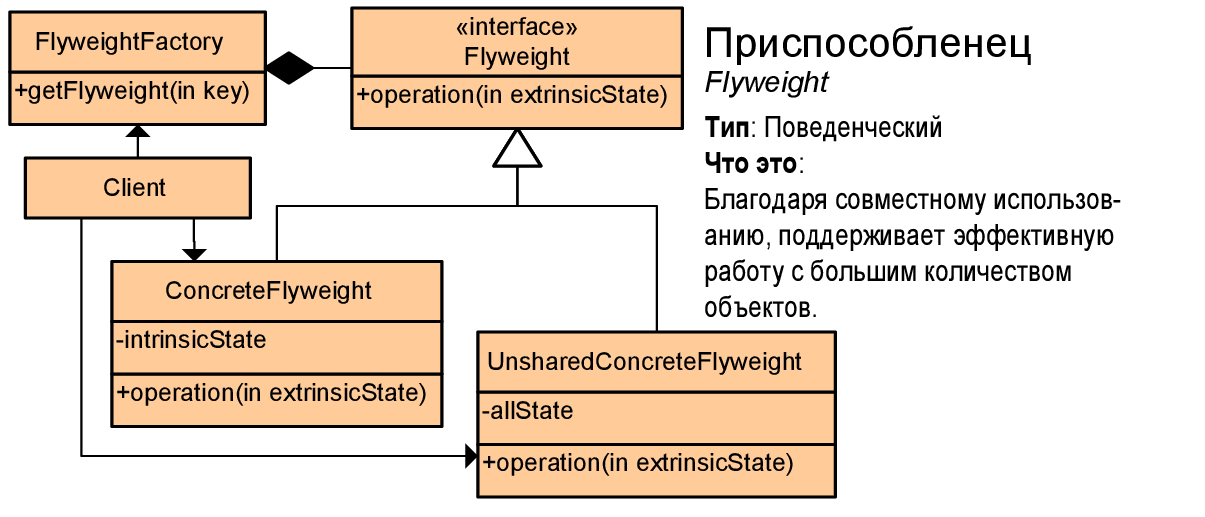 FlyweightFactory
+getFlyweight(in key)
«interface»
Flyweight
+operation(in extrinsicState)
Client
ConcreteFlyweight
-intrinsicState
+operation(in extrinsicState)
UnsharedConcreteFlyweight
-allState
+operation(in extrinsicState)
Приспособленец
Flyweight
Тип: Поведенческий
Что это:
Благодаря совместному использов-
анию, поддерживает эффективную
работу с большим количеством
объектов.